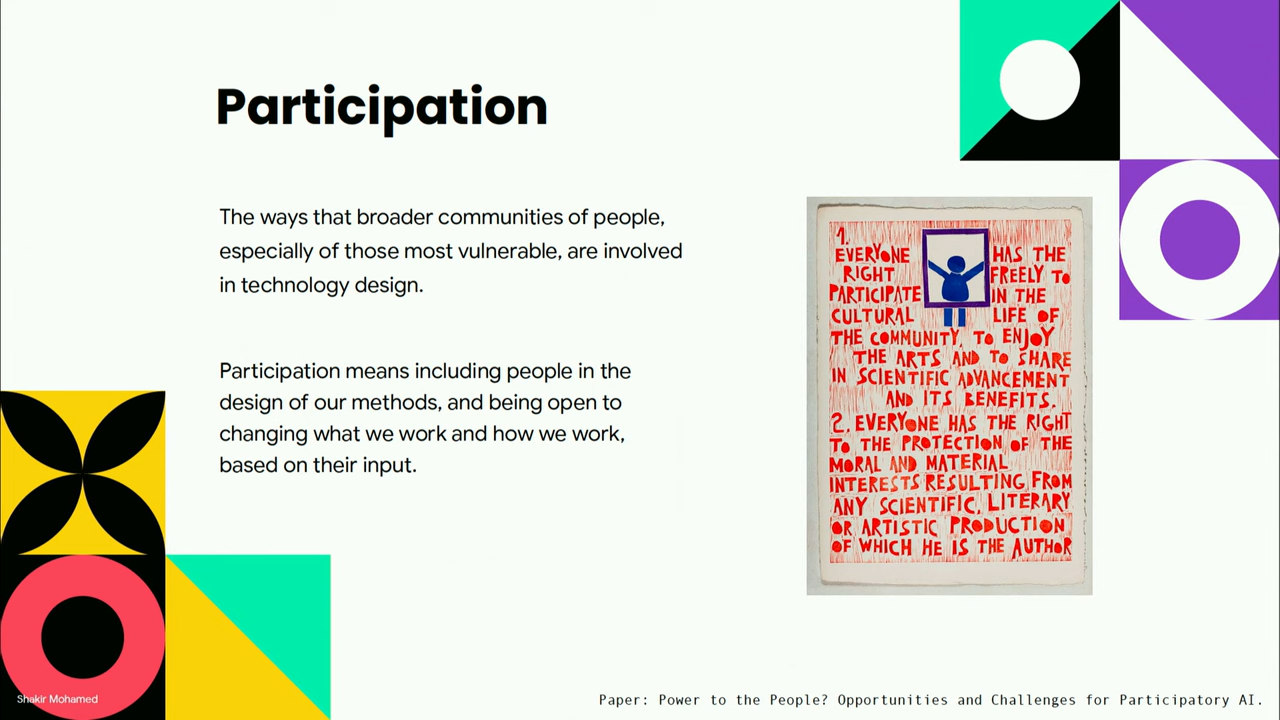 Participation
The ways that broader communities of people,
especially of those most vulnerable, are involved
in technology design.
Participation means including people in the
design of our methods, and being open to
changing what we work and how we work,
based on their input.
1.
EVERYONE HAS THE
RIGHT FREELY TO
PARTICIPATE IN THE
CULTURAL LIFE OF
THE COMMUNITY, TO ENJOY
THE ARTS AND TO SHARE
IN SCIENTIFIC ADVANCEMENT
AND ITS BENEFITS.
2. EVERYONE HAS THE RIGHT
TO THE PROTECTION OF THE
MORAL AND MATERIAL
INTERESTS RESULTING FROM
ANY SCIENTIFIC, LITERARY
OR ARTISTIC PRODUCTION
OF WHICH HE IS THE AUTHOR
Shakir Mohamed
Paper: Power to the People? Opportunities and Challenges for Participatory AI.